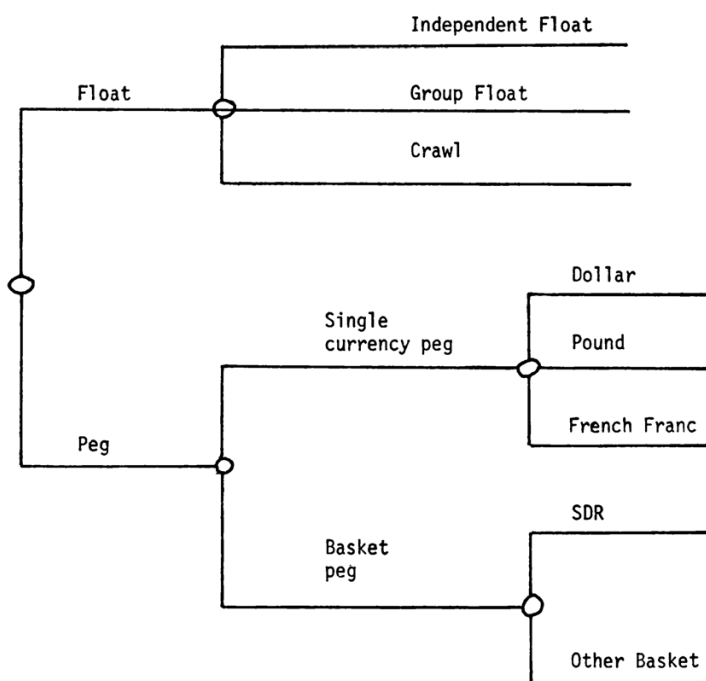 Independent Float
Float
Group Float
Crawl
Dollar
Single
currency peg
Pound
French Franc
Peg
SDR
Basket
peg
Other Basket